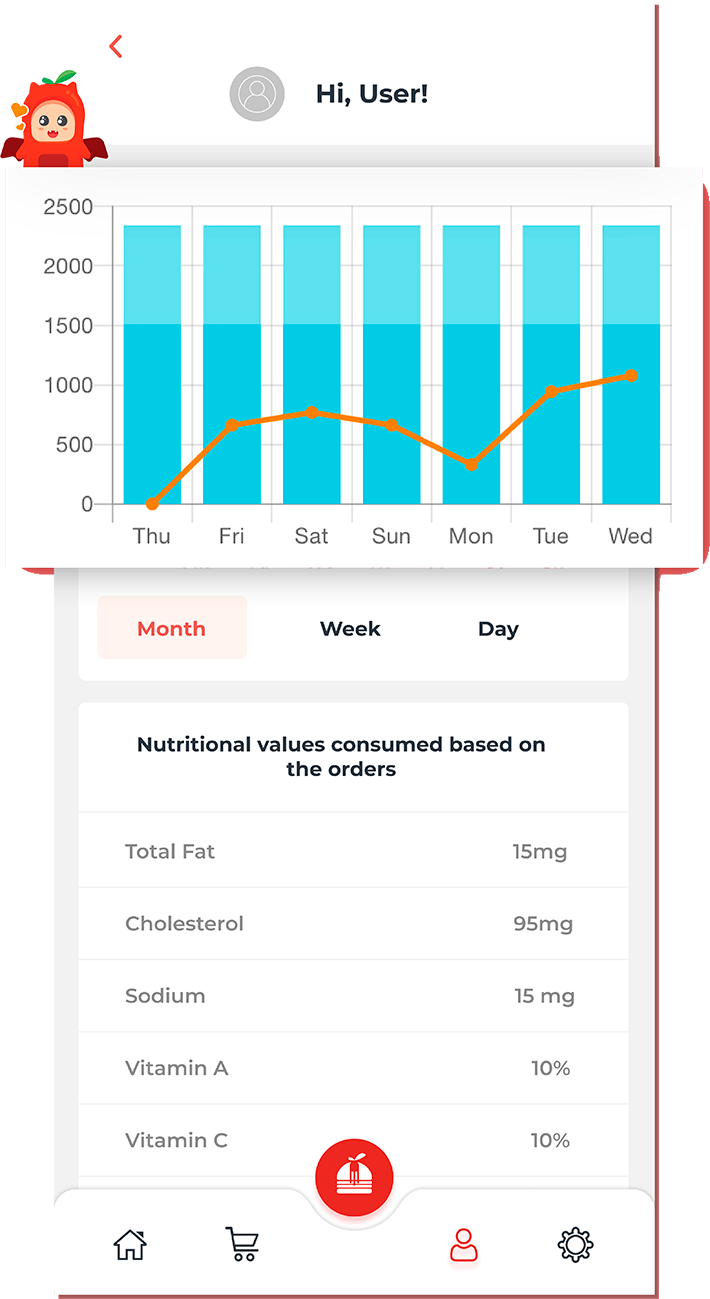 Hi, User!
2500
2000
1500
1000
500
0
Thu Fri Sat Sun Mon Tue Wed
Month Week Day
Nutritional values consumed based on
the orders
Total Fat 15mg
Cholesterol 95mg
Sodium 15 mg
Vitamin A 10%
Vitamin C 10%